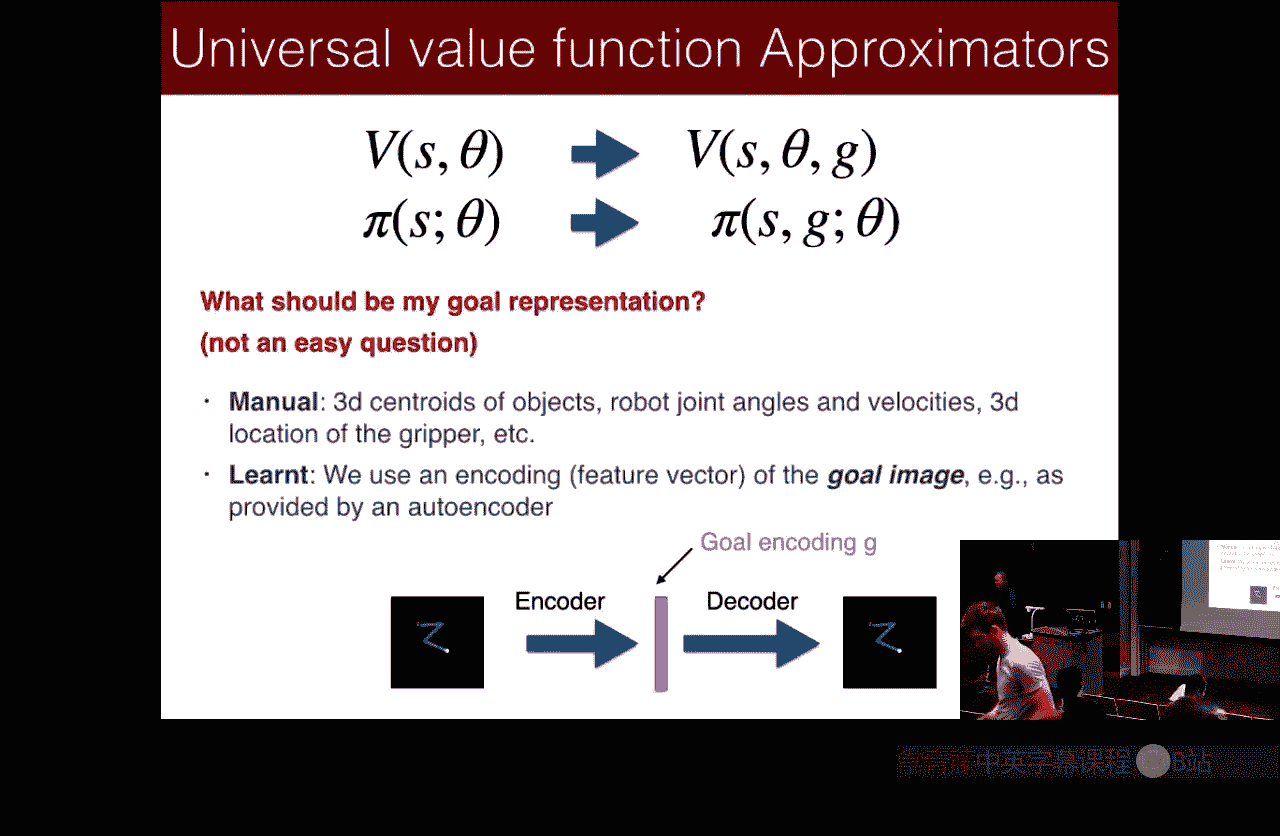 Universal value function Approximators
V(s, θ) V(s, θ, g)
π(s; θ) π(s, g; θ)
What should be my goal representation?
(not an easy question)
· Manual: 3d centroids of objects, robot joint angles and velocities, 3d
location of the gripper, etc.
· Learnt: We use an encoding (feature vector) of the goal image, e.g., as
provided by an autoencoder
Goal encoding g
Encoder Decoder
中英字幕课程 B站